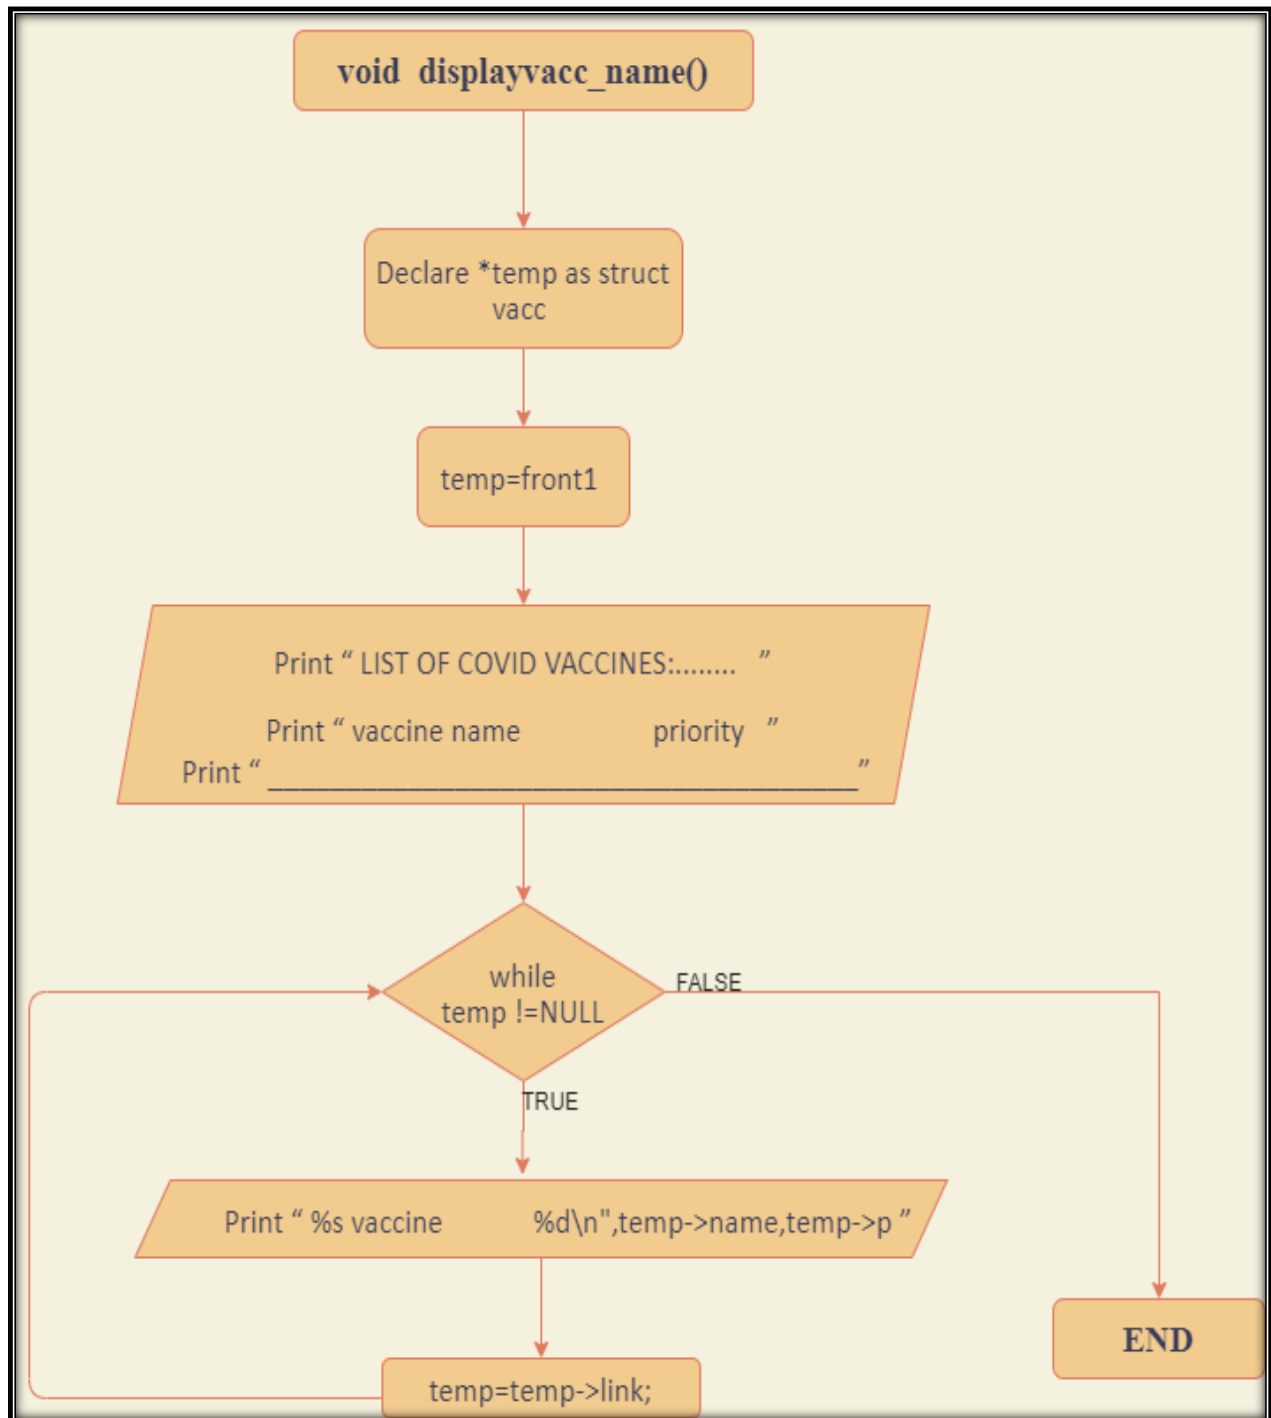 void displayvacc_name()
Declare *temp as struct
vacc
temp=front1
Print “ LIST OF COVID VACCINES:........ ”
Print “ vaccine name priority ”
Print “ ______________________________________ ”
while
temp !=NULL
FALSE
TRUE
Print “ %s vaccine %d\n",temp->name,temp->p ”
temp=temp->link;
END